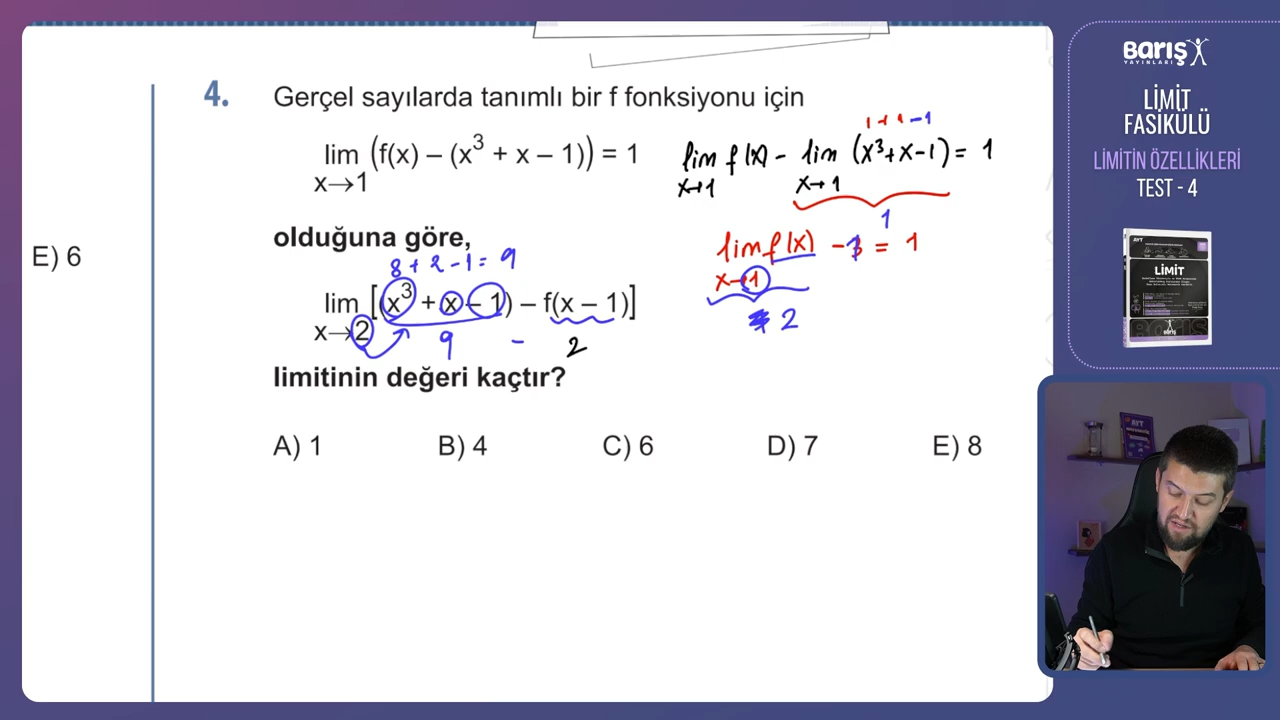 4.
Gerçel sayılarda tanımlı bir f fonksiyonu için
lim (f(x) – (x³ + x – 1)) = 1
x→1
1 + 1 – 1
lim f(x) – lim (x³+x–1) = 1
x→1 x→1
1
olduğuna göre,
lim f(x) – = 1
x→1
2
8 + 2 – 1 = 9
lim [(x³ + x – 1) – f(x – 1)]
x→2
9 – 2
limitinin değeri kaçtır?
A) 1 B) 4 C) 6 D) 7 E) 8
E) 6
BARIŞ
YAYINLARI
LİMİT
FASİKÜLÜ
LİMİTİN ÖZELLİKLERİ
TEST - 4
AYT
LİMİT
BARIŞ